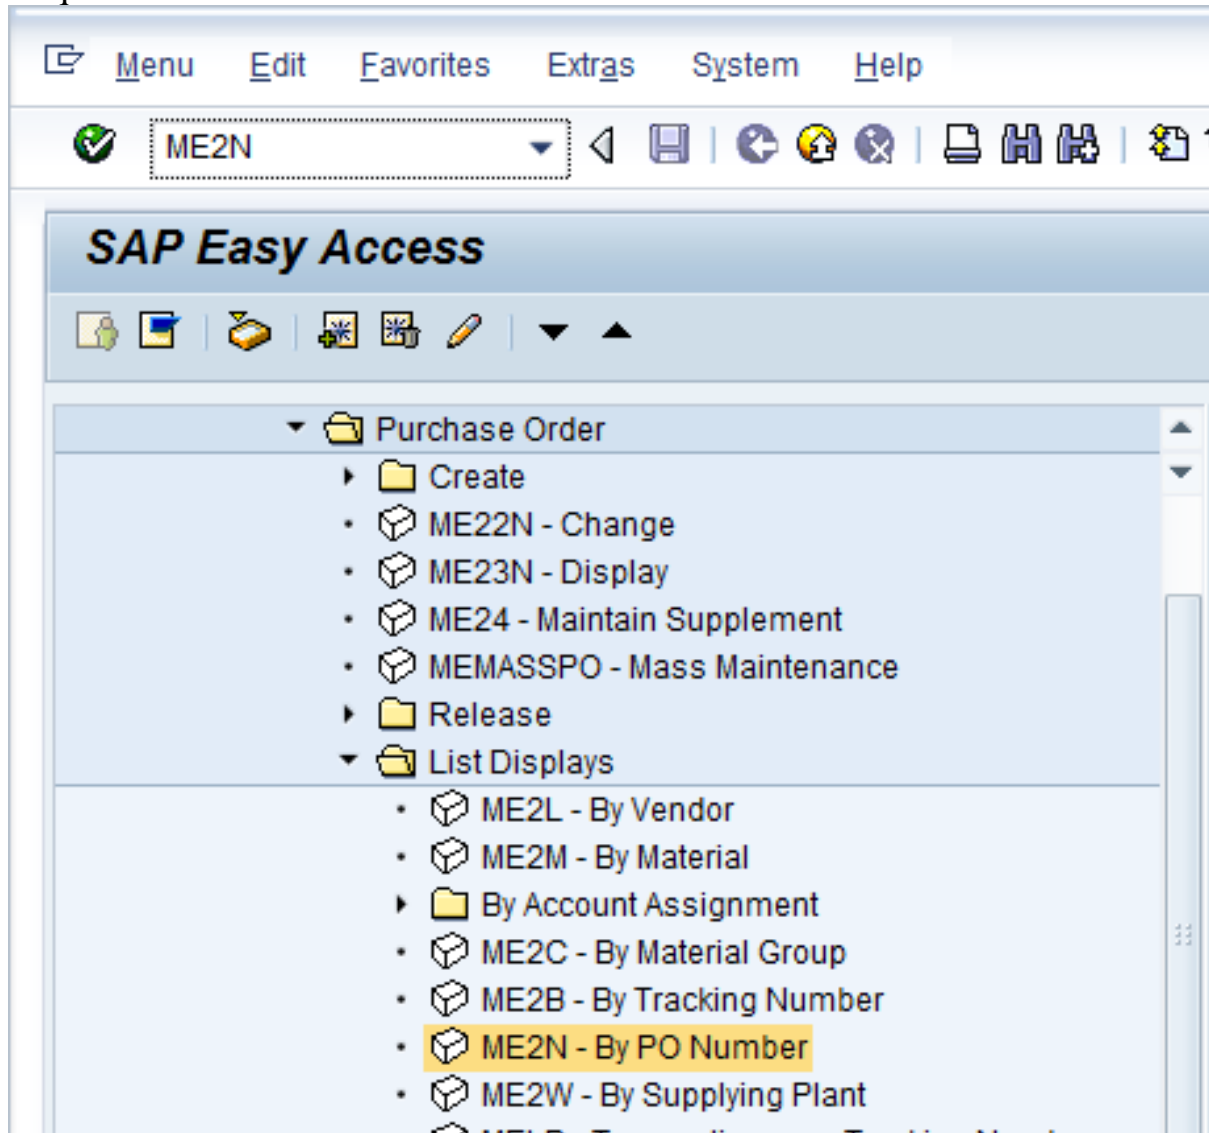 Menu Edit Favorites Extras System Help
ME2N
SAP Easy Access
Purchase Order
Create
ME22N - Change
ME23N - Display
ME24 - Maintain Supplement
MEMASSPO - Mass Maintenance
Release
List Displays
ME2L - By Vendor
ME2M - By Material
By Account Assignment
ME2C - By Material Group
ME2B - By Tracking Number
ME2N - By PO Number
ME2W - By Supplying Plant